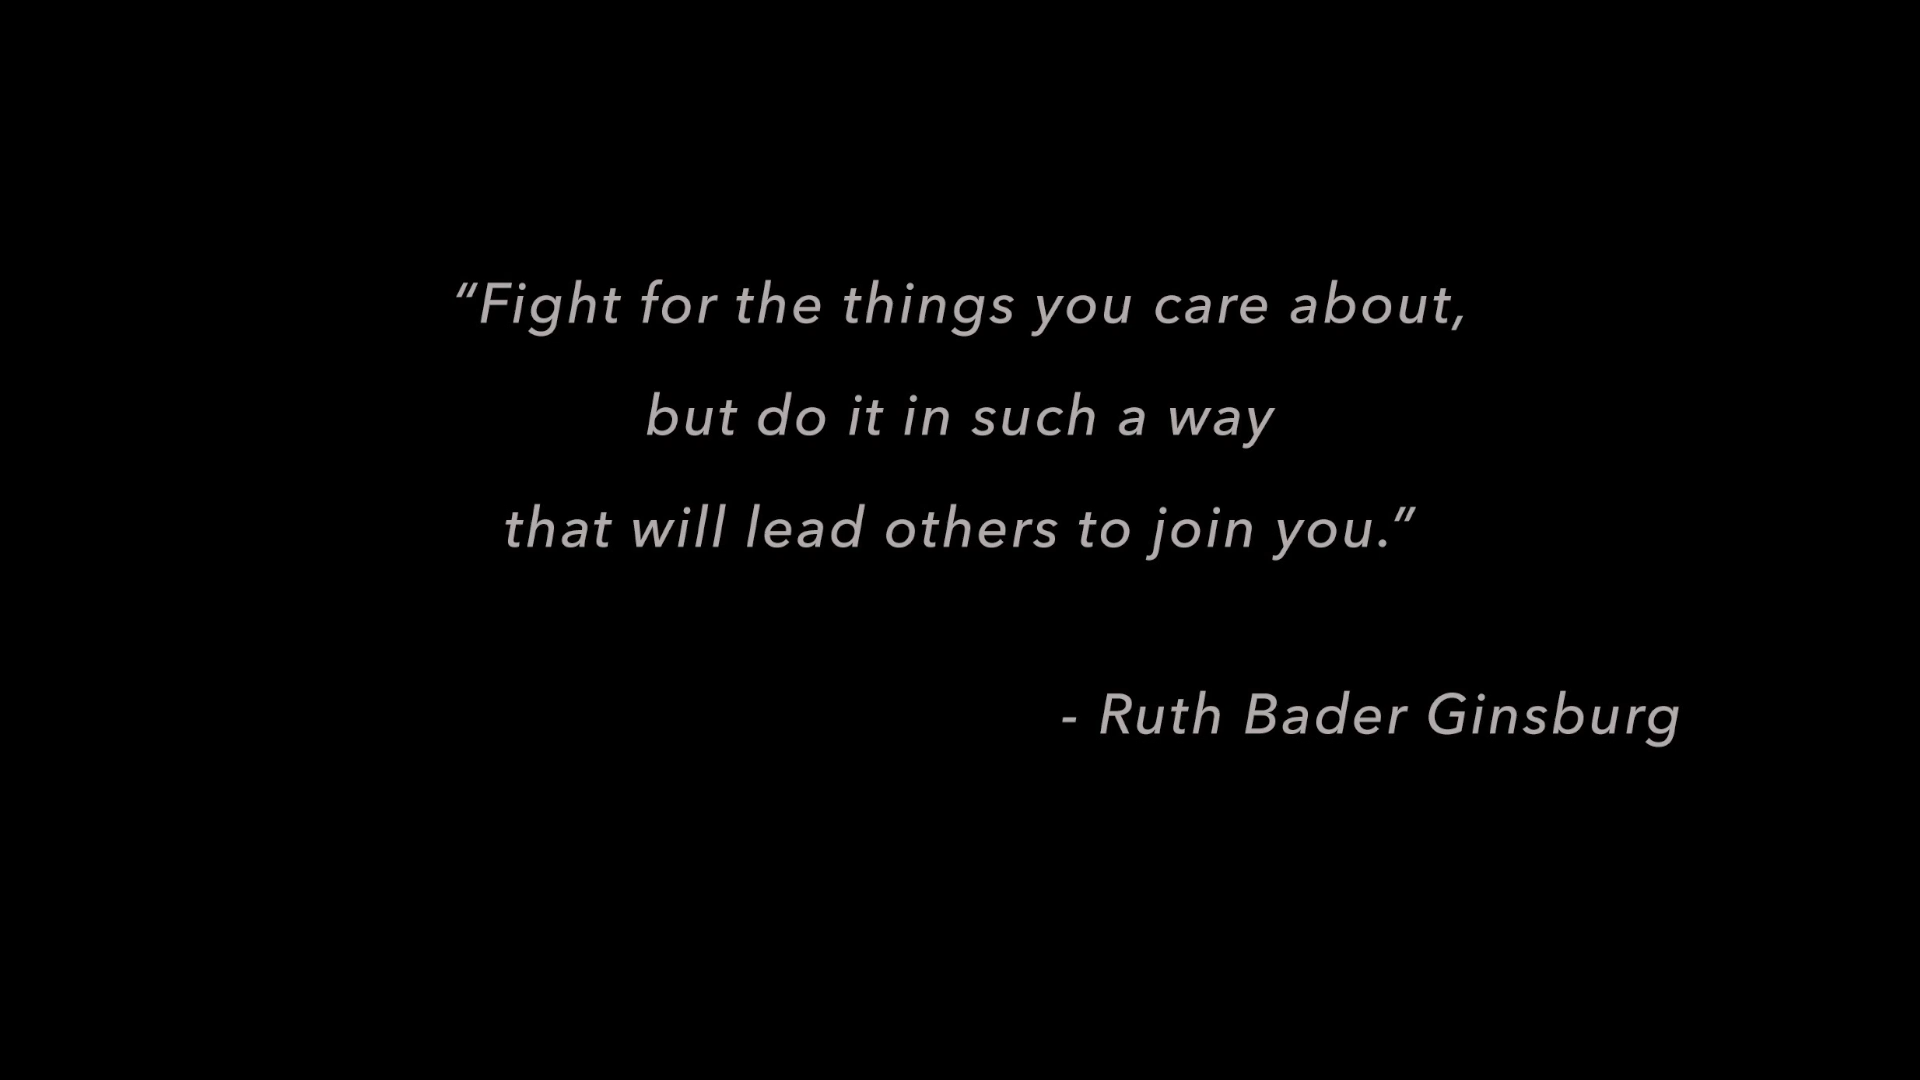 “Fight for the things you care about,
but do it in such a way
that will lead others to join you.”
- Ruth Bader Ginsburg